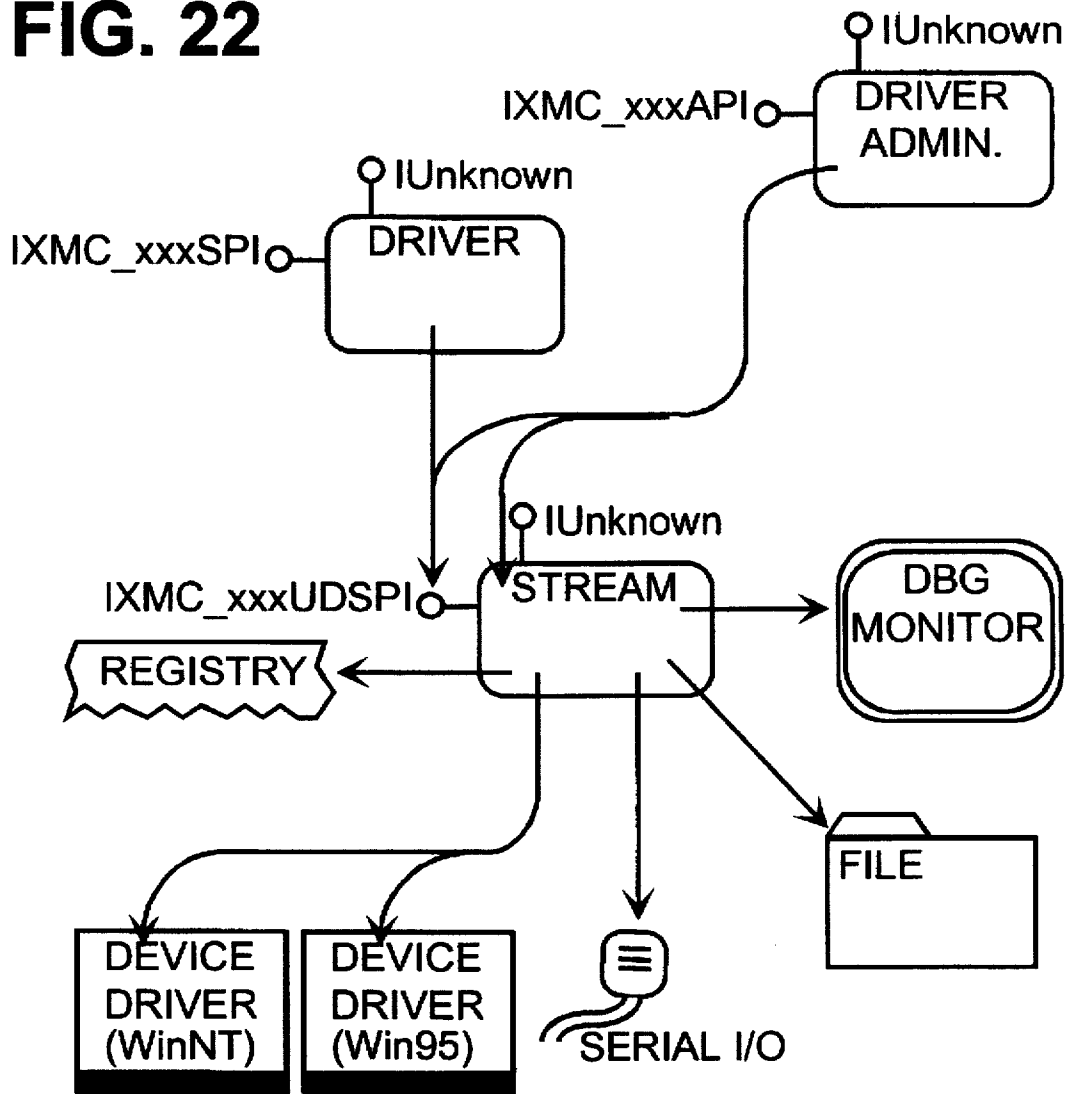 FIG. 22
IUnknown
IXMC_xxxAPI
DRIVER
ADMIN.
IUnknown
IXMC_xxxSPI
DRIVER
IUnknown
IXMC_xxxUDSPI
STREAM
DBG
MONITOR
REGISTRY
FILE
DEVICE
DRIVER
(WinNT)
DEVICE
DRIVER
(Win95)
SERIAL I/O